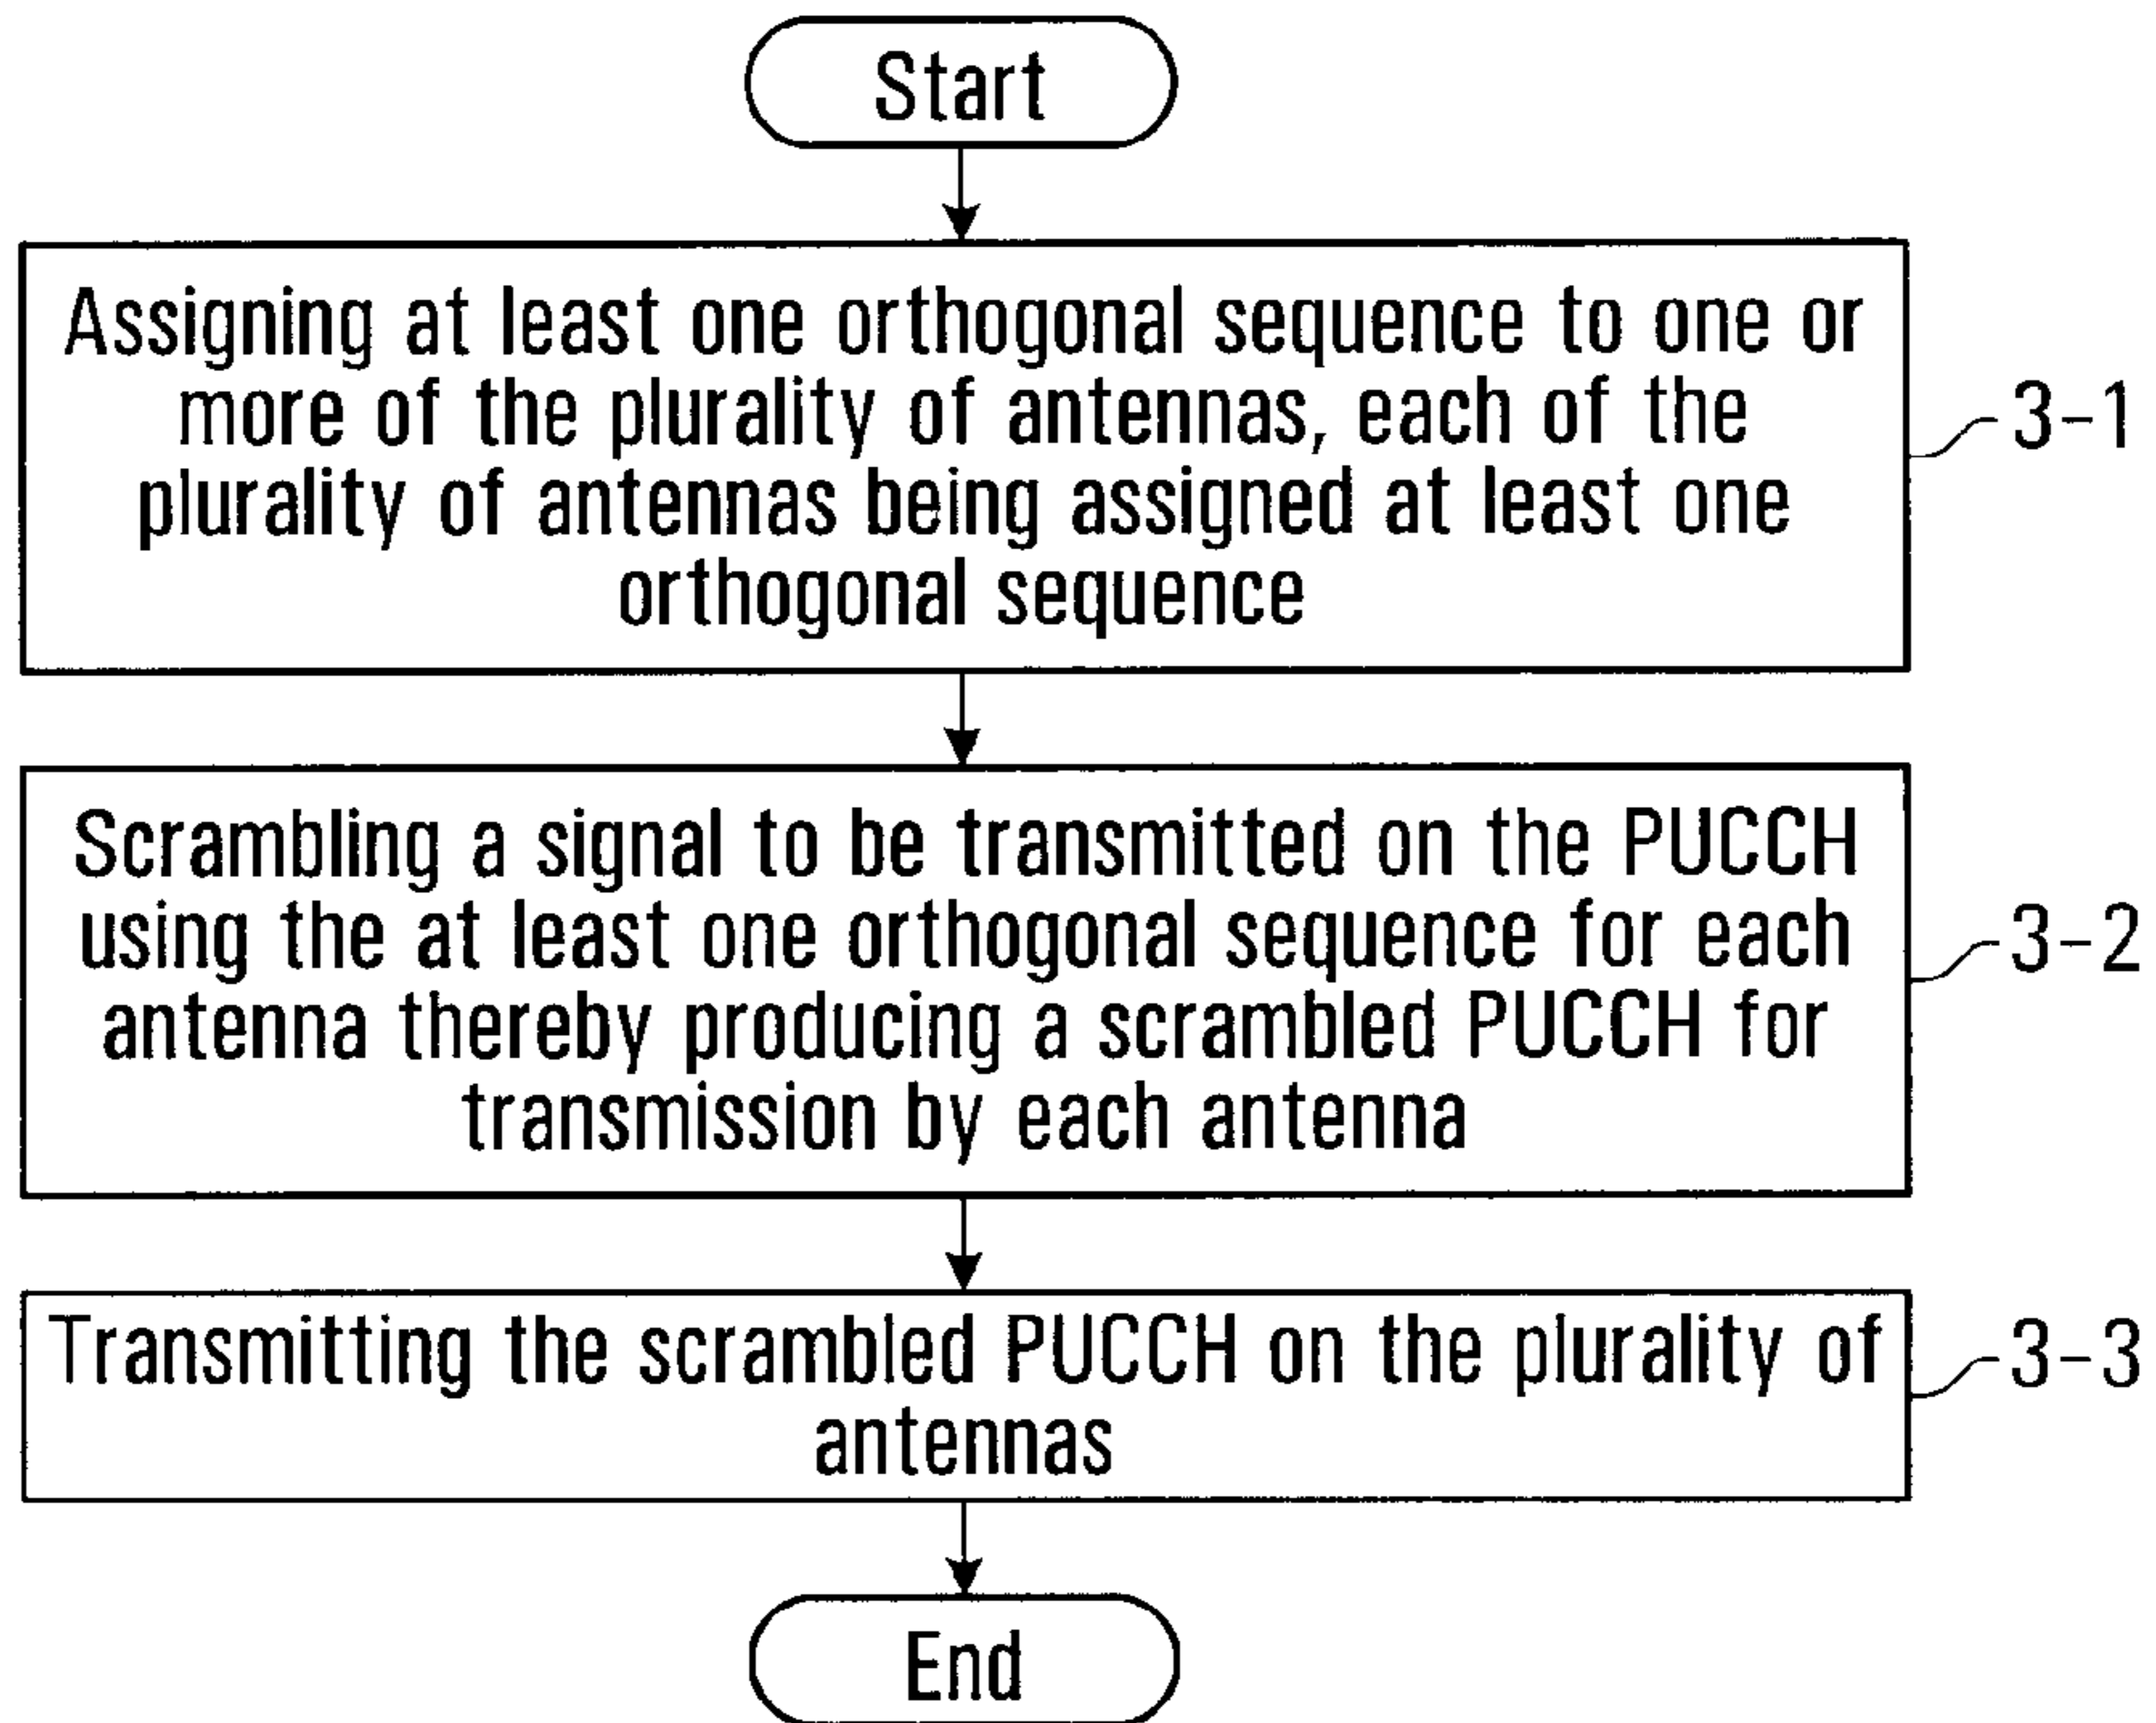 Start
Assigning at least one orthogonal sequence to one or
more of the plurality of antennas, each of the
plurality of antennas being assigned at least one
orthogonal sequence
3-1
Scrambling a signal to be transmitted on the PUCCH
using the at least one orthogonal sequence for each
antenna thereby producing a scrambled PUCCH for
transmission by each antenna
3-2
Transmitting the scrambled PUCCH on the plurality of
antennas
3-3
End